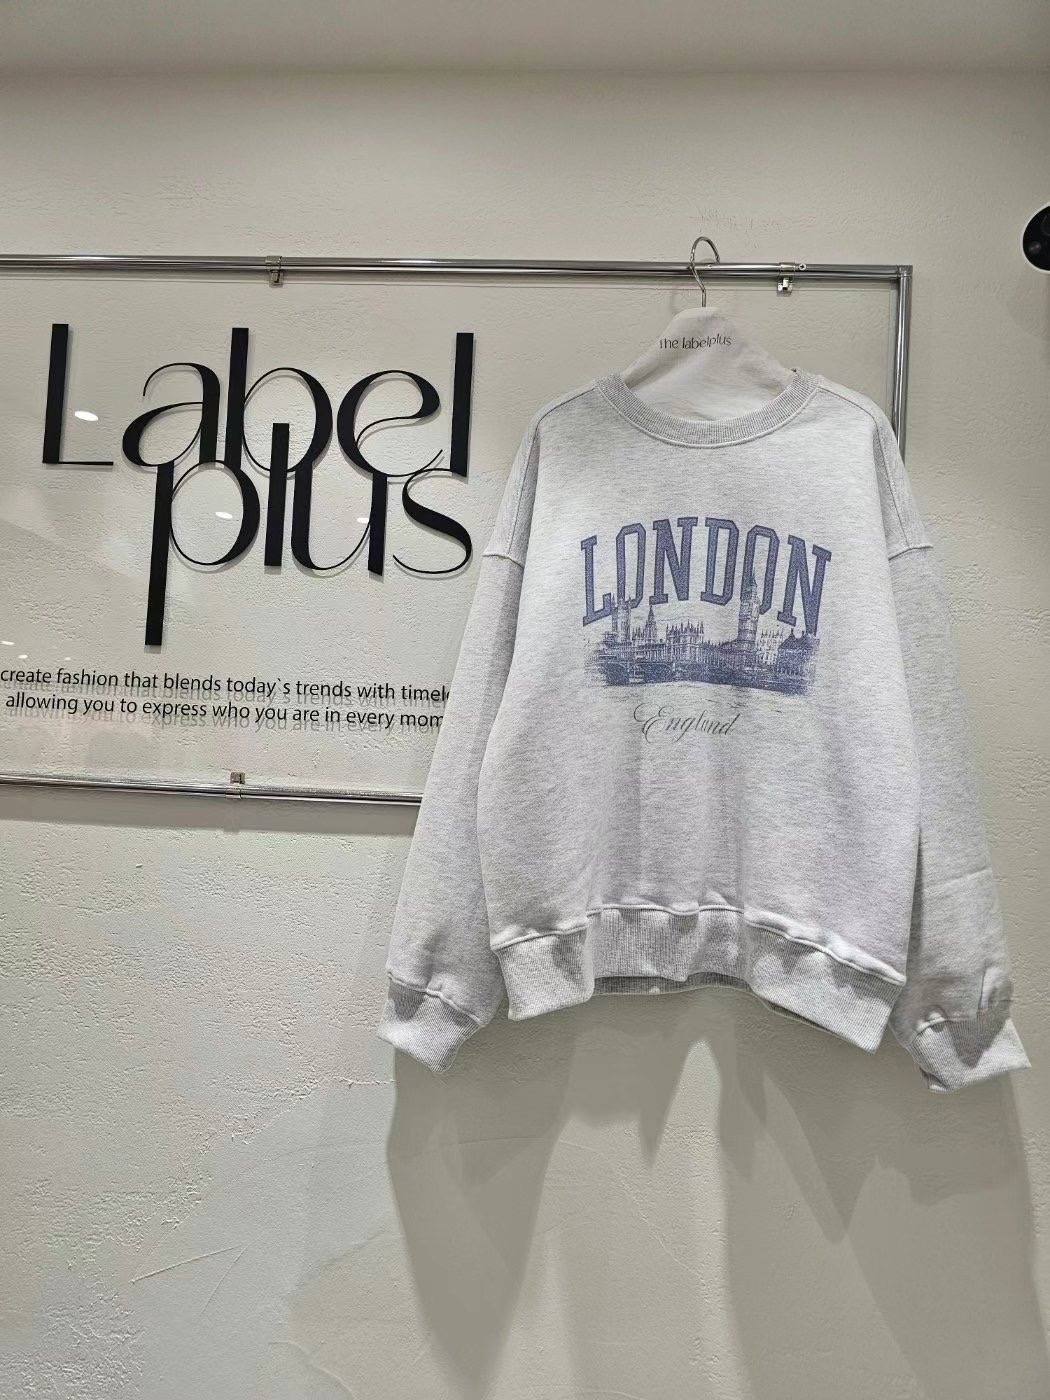 Label
plus
create fashion that blends today`s trends with timel
allowing you to express who you are in every mom
the labelplus
LONDON
England